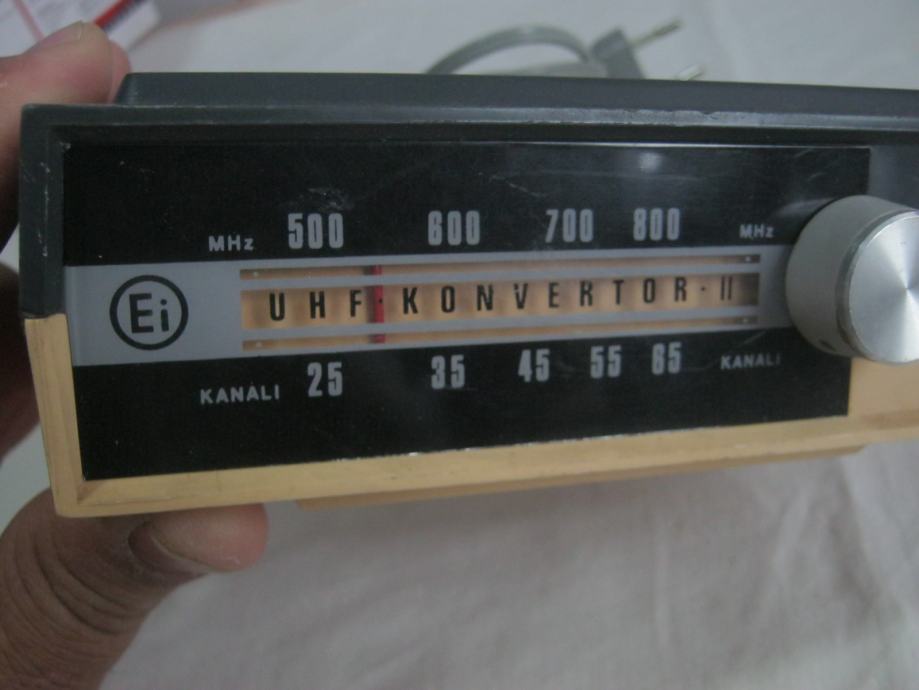 MHz 500 600 700 800 MHz
Ei UHF·KONVERTOR·II
KANALI 25 35 45 55 65 KANALI